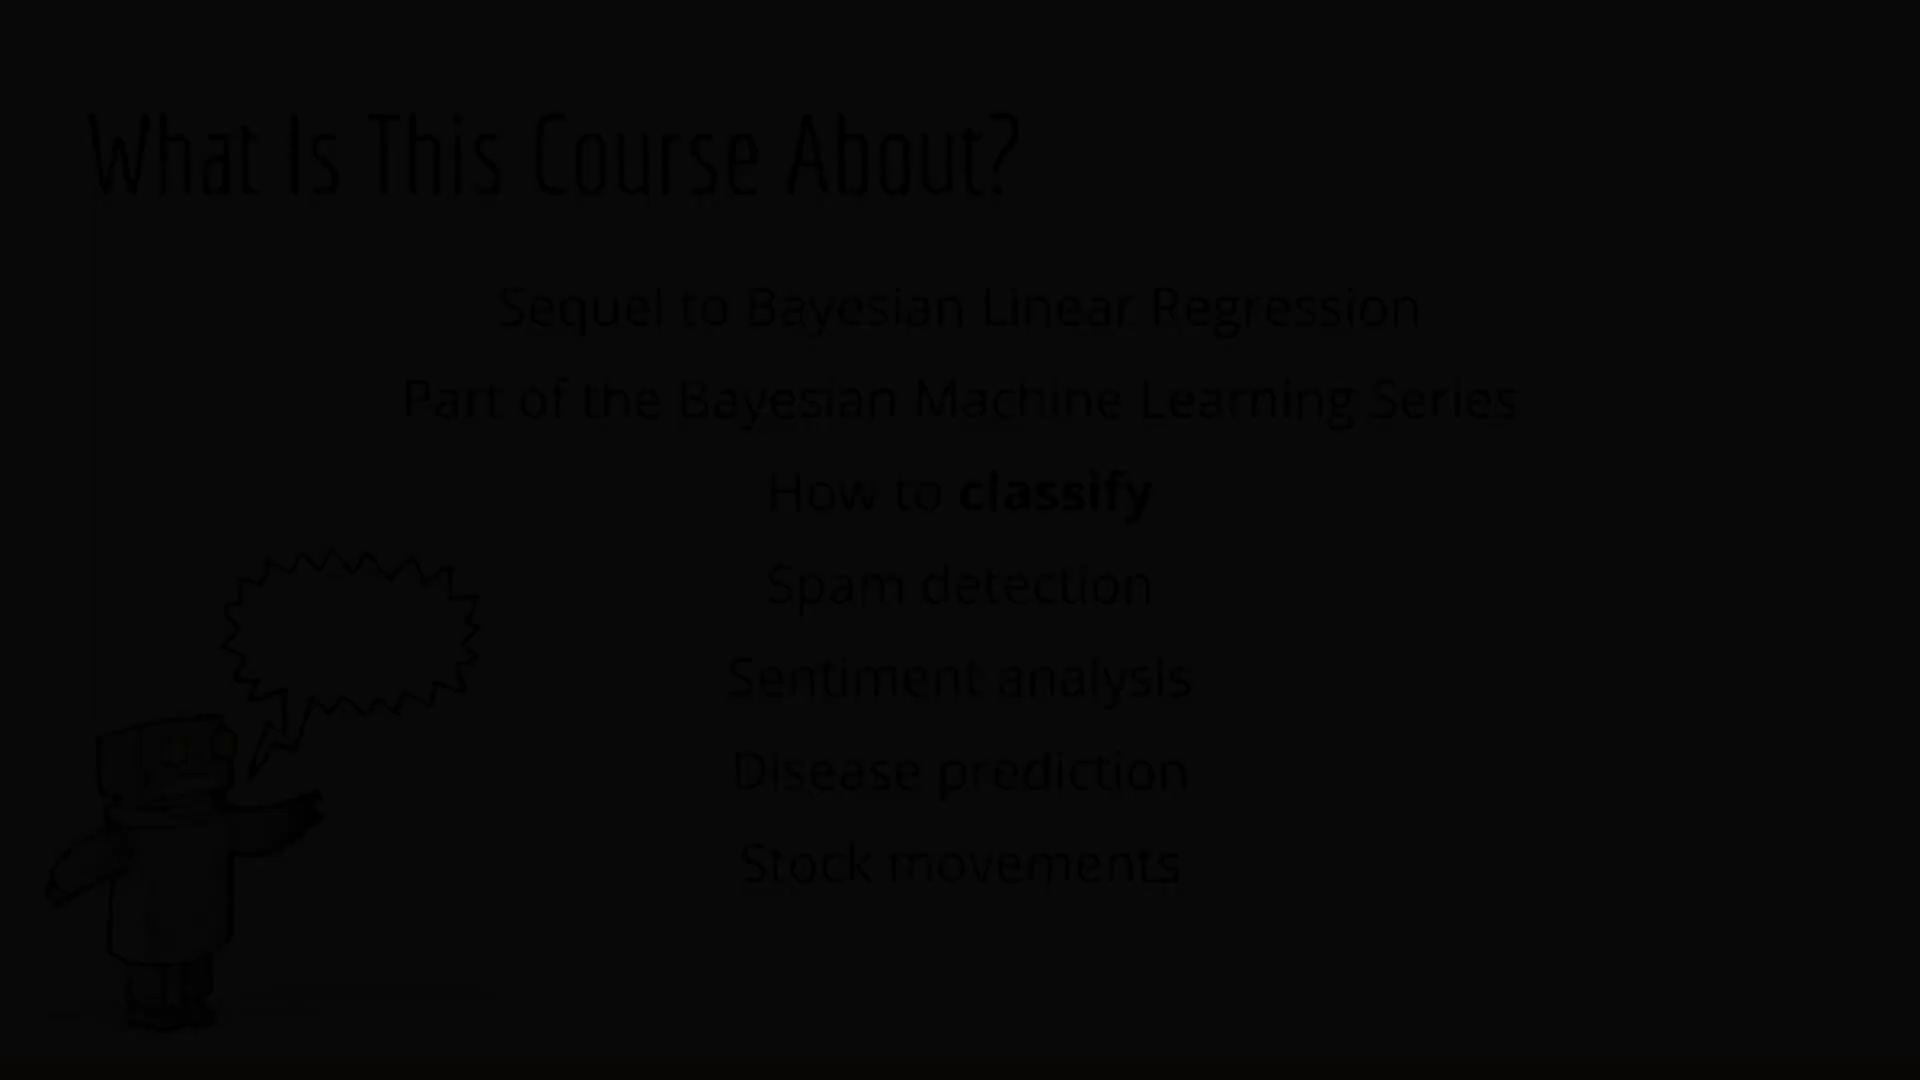 What Is This Course About?
Sequel to Bayesian Linear Regression
Part of the Bayesian Machine Learning Series
How to classify
Spam detection
Sentiment analysis
Disease prediction
Stock movements